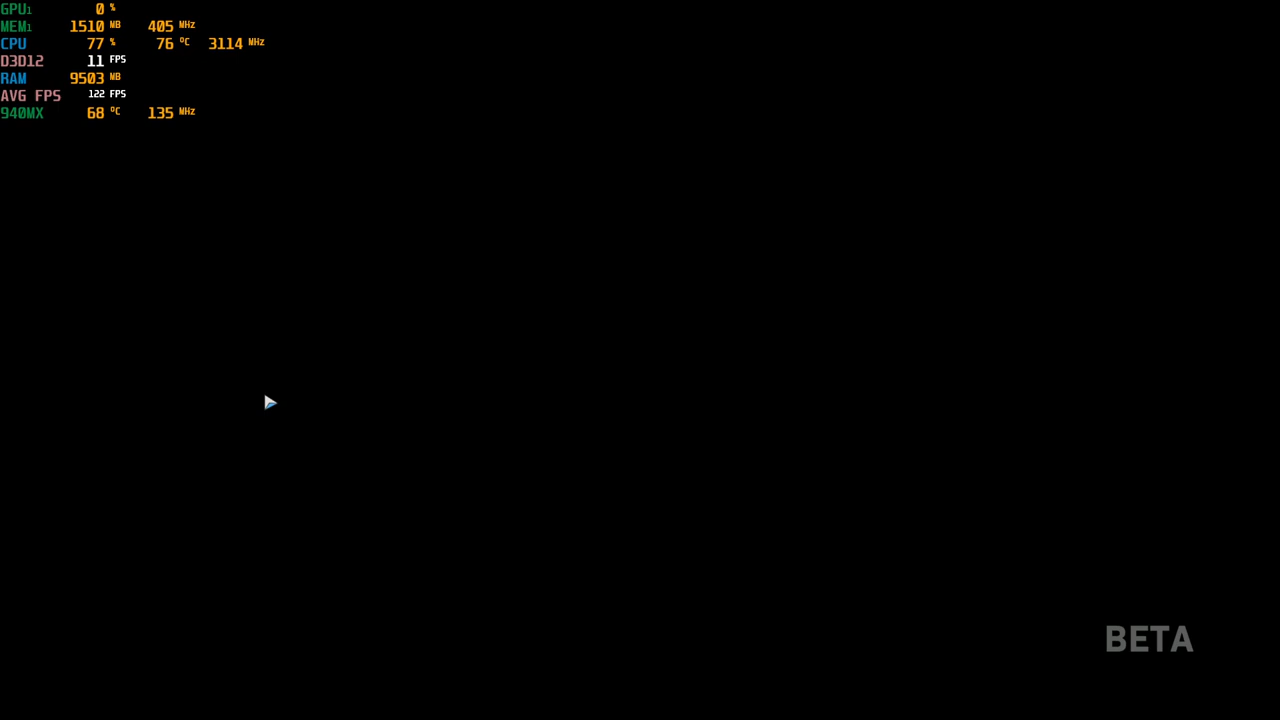 GPU1 0 %
MEM1 1510 MB 405 MHz
CPU 77 % 76 °C 3114 MHz
D3D12 11 FPS
RAM 9503 MB
AVG FPS 122 FPS
940MX 68 °C 135 MHz
BETA